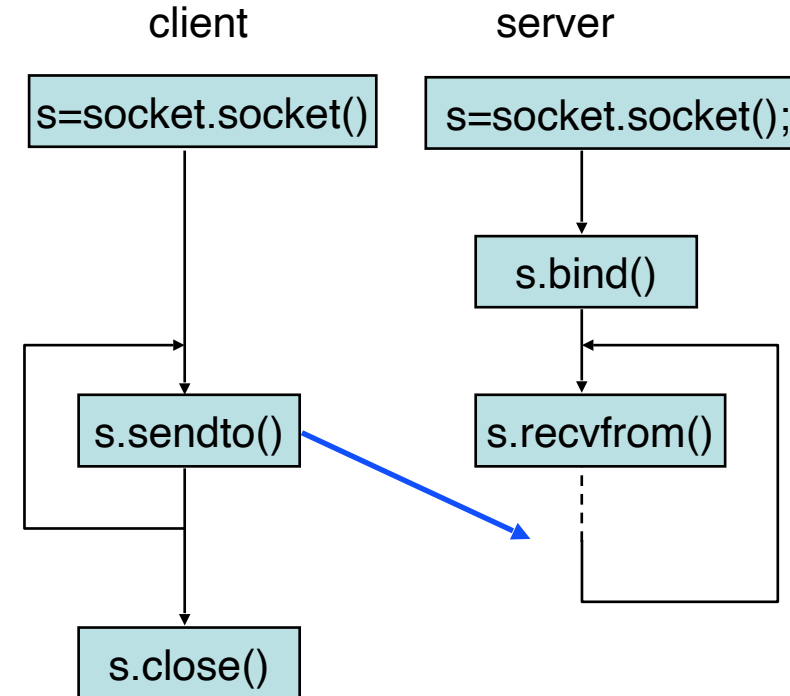 client server
s=socket.socket() s=socket.socket();
s.bind()
s.sendto() s.recvfrom()
s.close()